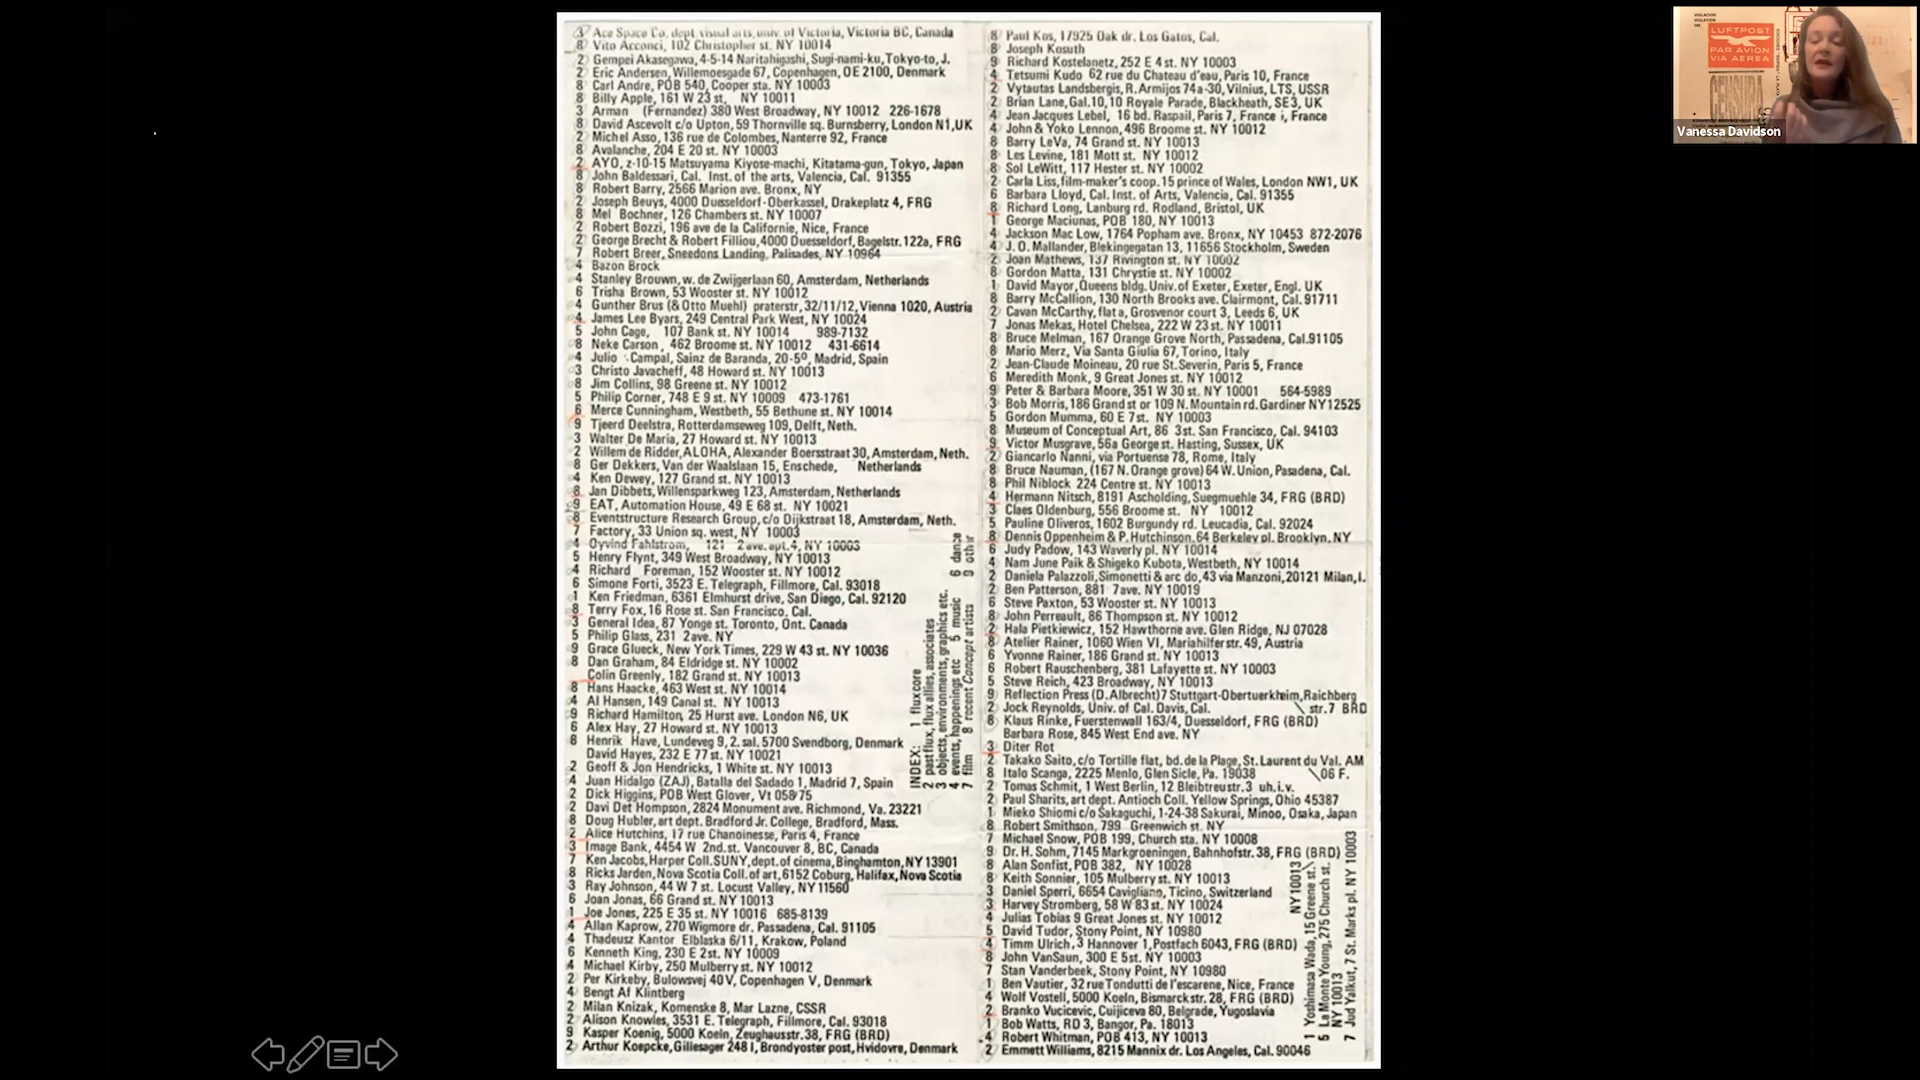 3 Ace Space Co. dept visual arts, univ. of Victoria, Victoria BC, Canada
8 Vito Acconci, 102 Christopher st. NY 10014
2 Gempei Akasegawa, 4-5-14 Naritahigashi, Sugi-nami-ku, Tokyo-to, J.
2 Eric Andersen, Willemoesgade 67, Copenhagen, OE 2100, Denmark
8 Carl Andre, POB 540, Cooper sta. NY 10003
8 Billy Apple, 161 W 23 st, NY 10011
3 Arman (Fernandez) 380 West Broadway, NY 10012 226-1678
8 David Ascevolt c/o Upton, 59 Thornville sq. Burnsberry, London N1, UK
2 Michel Asso, 136 rue de Colombes, Nanterre 92, France
8 Avalanche, 204 E 20 st. NY 10003
2 AYO, z-10-15 Matsuyama Kiyose-machi, Kitatama-gun, Tokyo, Japan
8 John Baldessari, Cal. Inst. of the arts, Valencia, Cal. 91355
8 Robert Barry, 2566 Marion ave. Bronx, NY
2 Joseph Beuys, 4000 Duesseldorf-Oberkassel, Drakeplatz 4, FRG
8 Mel Bochner, 126 Chambers st. NY 10007
2 Robert Bozzi, 196 ave de la Californie, Nice, France
2 George Brecht & Robert Filliou, 4000 Duesseldorf, Bagelstr. 122a, FRG
7 Robert Breer, Sneedons Landing, Palisades, NY 10964
4 Bazon Brock
4 Stanley Brouwn, w. de Zwijgerlaan 60, Amsterdam, Netherlands
6 Trisha Brown, 53 Wooster st. NY 10012
4 Gunther Brus (& Otto Muehl) praterstr, 32/11/12, Vienna 1020, Austria
4 James Lee Byars, 249 Central Park West, NY 10024
5 John Cage, 107 Bank st. NY 10014 989-7132
8 Neke Carson, 462 Broome st. NY 10012 431-6614
4 Julio Campal, Sainz de Baranda, 20-5º, Madrid, Spain
3 Christo Javacheff, 48 Howard st. NY 10013
8 Jim Collins, 98 Greene st. NY 10012
5 Philip Corner, 748 E 9 st. NY 10009 473-1761
6 Merce Cunningham, Westbeth, 55 Bethune st. NY 10014
9 Tjeerd Deelstra, Rotterdamseweg 109, Delft, Neth.
3 Walter De Maria, 27 Howard st. NY 10013
2 Willem de Ridder, ALOHA, Alexander Boersstraat 30, Amsterdam, Neth.
8 Ger Dekkers, Van der Waalslaan 15, Enschede, Netherlands
4 Ken Dewey, 127 Grand st. NY 10013
8 Jan Dibbets, Willensparkweg 123, Amsterdam, Netherlands
9 EAT, Automation House, 49 E 68 st. NY 10021
8 Eventstructure Research Group, c/o Dijkstraat 18, Amsterdam, Neth.
7 Factory, 33 Union sq. west, NY 10003
4 Oyvind Fahlstrom, 121 2 ave. apt. 4, NY 10003
5 Henry Flynt, 349 West Broadway, NY 10013
4 Richard Foreman, 152 Wooster st. NY 10012
6 Simone Forti, 3523 E. Telegraph, Fillmore, Cal. 93018
1 Ken Friedman, 6361 Elmhurst drive, San Diego, Cal. 92120
8 Terry Fox, 16 Rose st. San Francisco, Cal.
3 General Idea, 87 Yonge st. Toronto, Ont. Canada
5 Philip Glass, 231 2 ave. NY
9 Grace Glueck, New York Times, 229 W 43 st. NY 10036
8 Dan Graham, 84 Eldridge st. NY 10002
Colin Greenly, 182 Grand st. NY 10013
8 Hans Haacke, 463 West st. NY 10014
4 Al Hansen, 149 Canal st. NY 10013
9 Richard Hamilton, 25 Hurst ave. London N6, UK
6 Alex Hay, 27 Howard st. NY 10013
8 Henrik Have, Lundeveg 9, 2. sal. 5700 Svendborg, Denmark
David Hayes, 232 E 77 st. NY 10021
2 Geoff & Jon Hendricks, 1 White st. NY 10013
4 Juan Hidalgo (ZAJ), Batalla del Sadado 1, Madrid 7, Spain
2 Dick Higgins, POB West Glover, Vt 05875
2 Davi Det Hompson, 2824 Monument ave. Richmond, Va. 23221
8 Doug Hubler, art dept. Bradford Jr. College, Bradford, Mass.
2 Alice Hutchins, 17 rue Chanoinesse, Paris 4, France
3 Image Bank, 4454 W 2nd. st. Vancouver 8, BC, Canada
7 Ken Jacobs, Harper Coll. SUNY, dept. of cinema, Binghamton, NY 13901
8 Ricks Jarden, Nova Scotia Coll. of art, 6152 Coburg, Halifax, Nova Scotia
3 Ray Johnson, 44 W 7 st. Locust Valley, NY 11560
6 Joan Jonas, 66 Grand st. NY 10013
1 Joe Jones, 225 E 35 st. NY 10016 685-8139
4 Allan Kaprow, 270 Wigmore dr. Passadena, Cal. 91105
4 Thadeusz Kantor Elblaska 6/11, Krakow, Poland
6 Kenneth King, 230 E 2 st. NY 10009
4 Michael Kirby, 250 Mulberry st. NY 10012
2 Per Kirkeby, Bulowsvej 40 V, Copenhagen V, Denmark
4 Bengt Af Klintberg
2 Milan Knizak, Komenske 8, Mar Lazne, CSSR
2 Alison Knowles, 3531 E. Telegraph, Fillmore, Cal. 93018
9 Kasper Koenig, 5000 Koeln, Zeughausstr. 38, FRG (BRD)
2 Arthur Koepcke, Gillesager 248 I, Brondyoster post, Hvidovre, Denmark
INDEX: 1 fluxcore
2 past flux, flux allies, associates
3 objects, environments, graphics etc.
4 events, happenings etc 5 music 6 dance
7 film 8 recent Concept artists 9 other
8 Paul Kos, 17925 Oak dr. Los Gatos, Cal.
8 Joseph Kosuth
9 Richard Kostelanetz, 252 E 4 st. NY 10003
4 Tetsumi Kudo 62 rue du Chateau d'eau, Paris 10, France
2 Vytautas Landsbergis, R. Armijos 74a-30, Vilnius, LTS, USSR
2 Brian Lane, Gal. 10, 10 Royale Parade, Blackheath, SE3, UK
4 Jean Jacques Lebel, 16 bd. Raspail, Paris 7, France i, France
4 John & Yoko Lennon, 496 Broome st. NY 10012
8 Barry LeVa, 74 Grand st. NY 10013
8 Les Levine, 181 Mott st. NY 10012
8 Sol LeWitt, 117 Hester st. NY 10002
2 Carla Liss, film-maker's coop. 15 prince of Wales, London NW1, UK
6 Barbara Lloyd, Cal. Inst. of Arts, Valencia, Cal. 91355
8 Richard Long, Lanburg rd. Rodland, Bristol, UK
1 George Maciunas, POB 180, NY 10013
4 Jackson Mac Low, 1764 Popham ave. Bronx, NY 10453 872-2076
4 J. O. Mallander, Blekingegatan 13, 11656 Stockholm, Sweden
2 Joan Mathews, 137 Rivington st. NY 10002
8 Gordon Matta, 131 Chrystie st. NY 10002
1 David Mayor, Queens bldg. Univ. of Exeter, Exeter, Engl. UK
8 Barry McCallion, 130 North Brooks ave. Clairmont, Cal. 91711
2 Cavan McCarthy, flat a, Grosvenor court 3, Leeds 6, UK
7 Jonas Mekas, Hotel Chelsea, 222 W 23 st. NY 10011
8 Bruce Melman, 167 Orange Grove North, Passadena, Cal. 91105
8 Mario Merz, Via Santa Giulia 67, Torino, Italy
2 Jean-Claude Moineau, 20 rue St. Severin, Paris 5, France
6 Meredith Monk, 9 Great Jones st. NY 10012
9 Peter & Barbara Moore, 351 W 30 st. NY 10001 564-5989
3 Bob Morris, 186 Grand st or 109 N. Mountain rd. Gardiner NY 12525
5 Gordon Mumma, 60 E 7 st. NY 10003
8 Museum of Conceptual Art, 86 3 st. San Francisco, Cal. 94103
9 Victor Musgrave, 56a George st. Hasting, Sussex, UK
2 Giancarlo Nanni, via Portuense 78, Rome, Italy
8 Bruce Nauman, (167 N. Orange grove) 64 W. Union, Pasadena, Cal.
8 Phil Niblock 224 Centre st. NY 10013
4 Hermann Nitsch, 8191 Ascholding, Suegmuehle 34, FRG (BRD)
3 Claes Oldenburg, 556 Broome st. NY 10012
5 Pauline Oliveros, 1602 Burgundy rd. Leucadia, Cal. 92024
8 Dennis Oppenheim & P. Hutchinson, 64 Berkeley pl. Brooklyn, NY
6 Judy Padow, 143 Waverly pl. NY 10014
4 Nam June Paik & Shigeko Kubota, Westbeth, NY 10014
2 Daniela Palazzoli, Simonetti & arc do, 43 via Manzoni, 20121 Milan, I.
2 Ben Patterson, 881 7 ave. NY 10019
6 Steve Paxton, 53 Wooster st. NY 10013
8 John Perreault, 86 Thompson st. NY 10012
2 Hala Pietkiewicz, 152 Hawthorne ave. Glen Ridge, NJ 07028
8 Atelier Rainer, 1060 Wien VI, Mariahilferstr. 49, Austria
6 Yvonne Rainer, 186 Grand st. NY 10013
6 Robert Rauschenberg, 381 Lafayette st. NY 10003
5 Steve Reich, 423 Broadway, NY 10013
9 Reflection Press (D. Albrecht) 7 Stuttgart-Obertuerkheim, Raichberg
2 Jock Reynolds, Univ. of Cal. Davis, Cal. \ str. 7 BRD
8 Klaus Rinke, Fuerstenwall 163/4, Duesseldorf, FRG (BRD)
Barbara Rose, 845 West End ave. NY
3 Diter Rot
2 Takako Saito, c/o Tortille flat, bd. de la Plage, St. Laurent du Val. AM
8 Italo Scanga, 2225 Menlo, Glen Sicle, Pa. 19038 \ 06 F.
2 Tomas Schmit, 1 West Berlin, 12 Bleibtreustr. 3 uh. i. v.
2 Paul Sharits, art dept. Antioch Coll. Yellow Springs, Ohio 45387
1 Mieko Shiomi c/o Sakaguchi, 1-24-38 Sakurai, Minoo, Osaka, Japan
8 Robert Smithson, 799 Greenwich st. NY
7 Michael Snow, POB 199, Church sta. NY 10008
9 Dr. H. Sohm, 7145 Markgroeningen, Bahnhofstr. 38, FRG (BRD)
8 Alan Sonfist, POB 382, NY 10028
8 Keith Sonnier, 105 Mulberry st. NY 10013
3 Daniel Sperri, 6654 Cavigliano, Ticino, Switzerland
3 Harvey Stromberg, 58 W 83 st. NY 10024
4 Julias Tobias 9 Great Jones st. NY 10012
5 David Tudor, Stony Point, NY 10980
4 Timm Ulrich, 3 Hannover 1, Postfach 6043, FRG (BRD)
8 John VanSaun, 300 E 5 st. NY 10003
7 Stan Vanderbeek, Stony Point, NY 10980
1 Ben Vautier, 32 rue Tondutti de l'escarene, Nice, France
4 Wolf Vostell, 5000 Koeln, Bismarck str. 28, FRG (BRD)
2 Branko Vucicevic, Cuijiceva 80, Belgrade, Yugoslavia
1 Bob Watts, RD 3, Bangor, Pa. 18013
4 Robert Whitman, POB 413, NY 10013
2 Emmett Williams, 8215 Mannix dr. Los Angeles, Cal. 90046
1 Yoshimasa Wada, 15 Greene st. / NY 10013
5 La Monte Young, 275 Church st.
NY 10013
7 Jud Yalkut, 7 St. Marks pl. NY 10003
LUFTPOST
PAR AVION
VIA AEREA
Vanessa Davidson